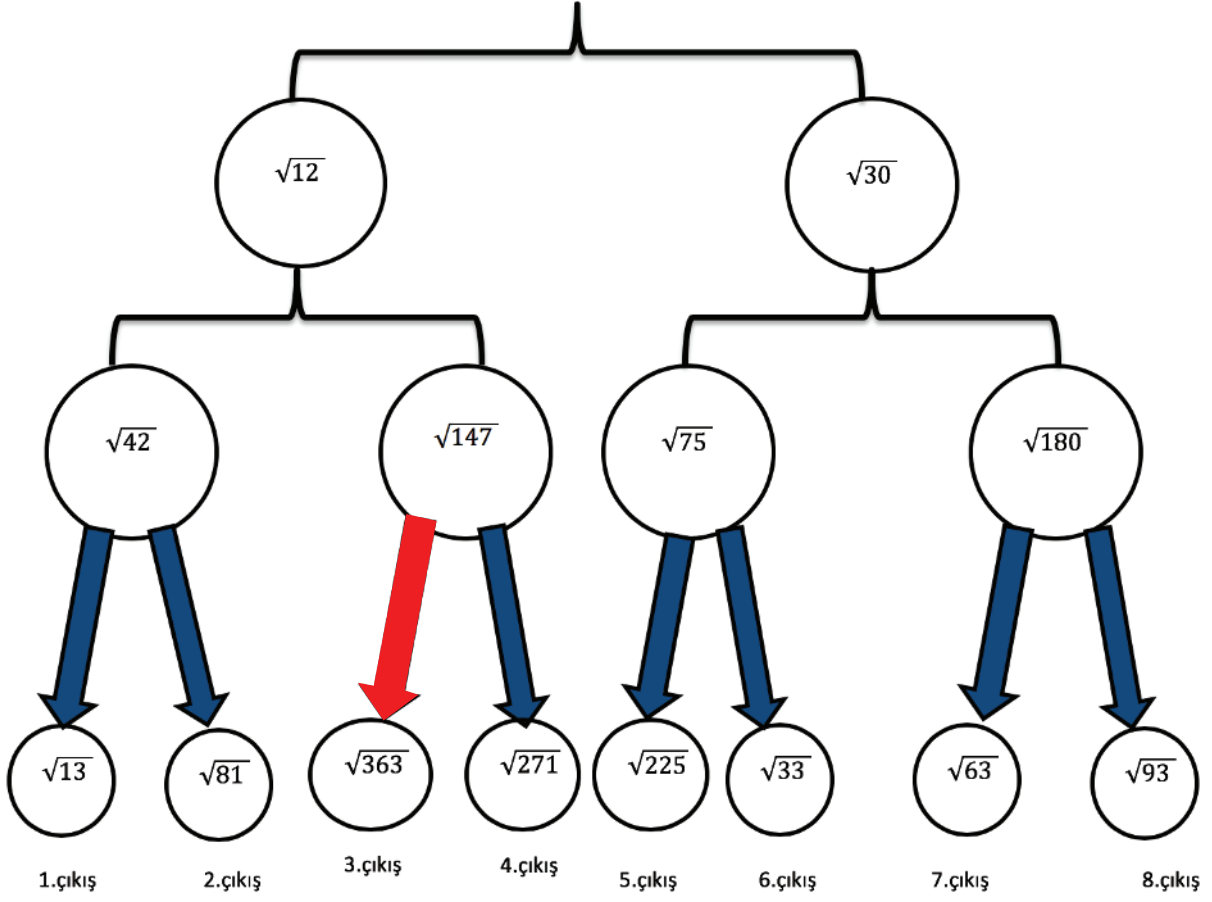 √12 √30
√42 √147 √75 √180
√13 √81 √363 √271 √225 √33 √63 √93
1.çıkış 2.çıkış 3.çıkış 4.çıkış 5.çıkış 6.çıkış 7.çıkış 8.çıkış